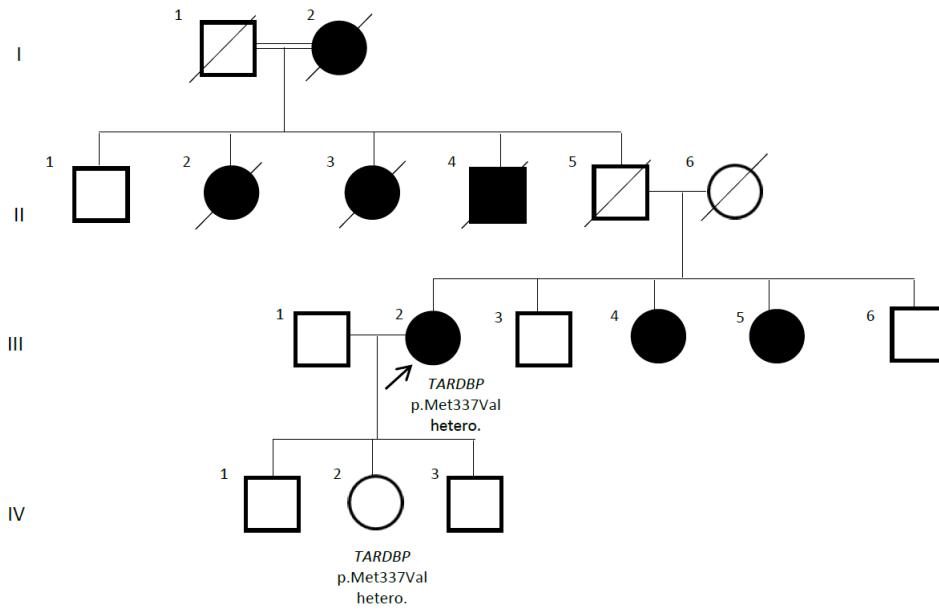 I
1
2
II
1
2
3
4
5
6
III
1
2
3
4
5
6
TARDBP
p.Met337Val
hetero.
IV
1
2
3
TARDBP
p.Met337Val
hetero.